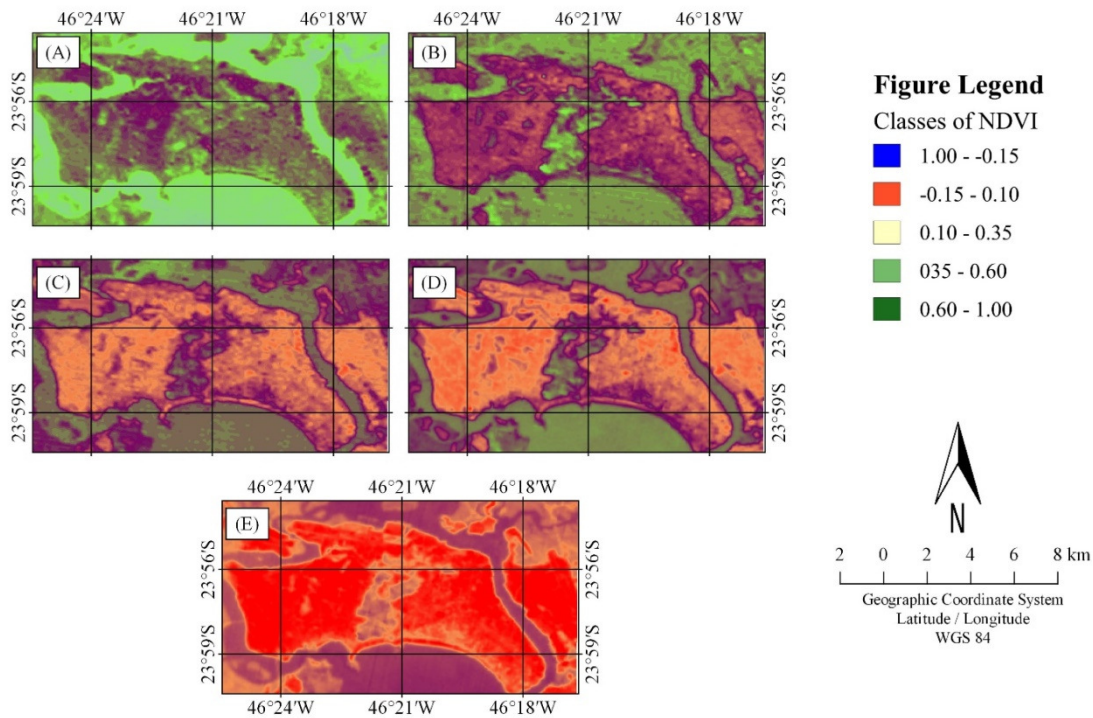 46°24'W 46°21'W 46°18'W 46°24'W 46°21'W 46°18'W
(A) (B)
23°56'S 23°56'S
23°59'S 23°59'S
(C) (D)
23°56'S 23°56'S
23°59'S 23°59'S
46°24'W 46°21'W 46°18'W
(E)
23°56'S 23°56'S
23°59'S 23°59'S
46°24'W 46°21'W 46°18'W
Figure Legend
Classes of NDVI
1.00 - -0.15
-0.15 - 0.10
0.10 - 0.35
035 - 0.60
0.60 - 1.00
N
2 0 2 4 6 8 km
Geographic Coordinate System
Latitude / Longitude
WGS 84